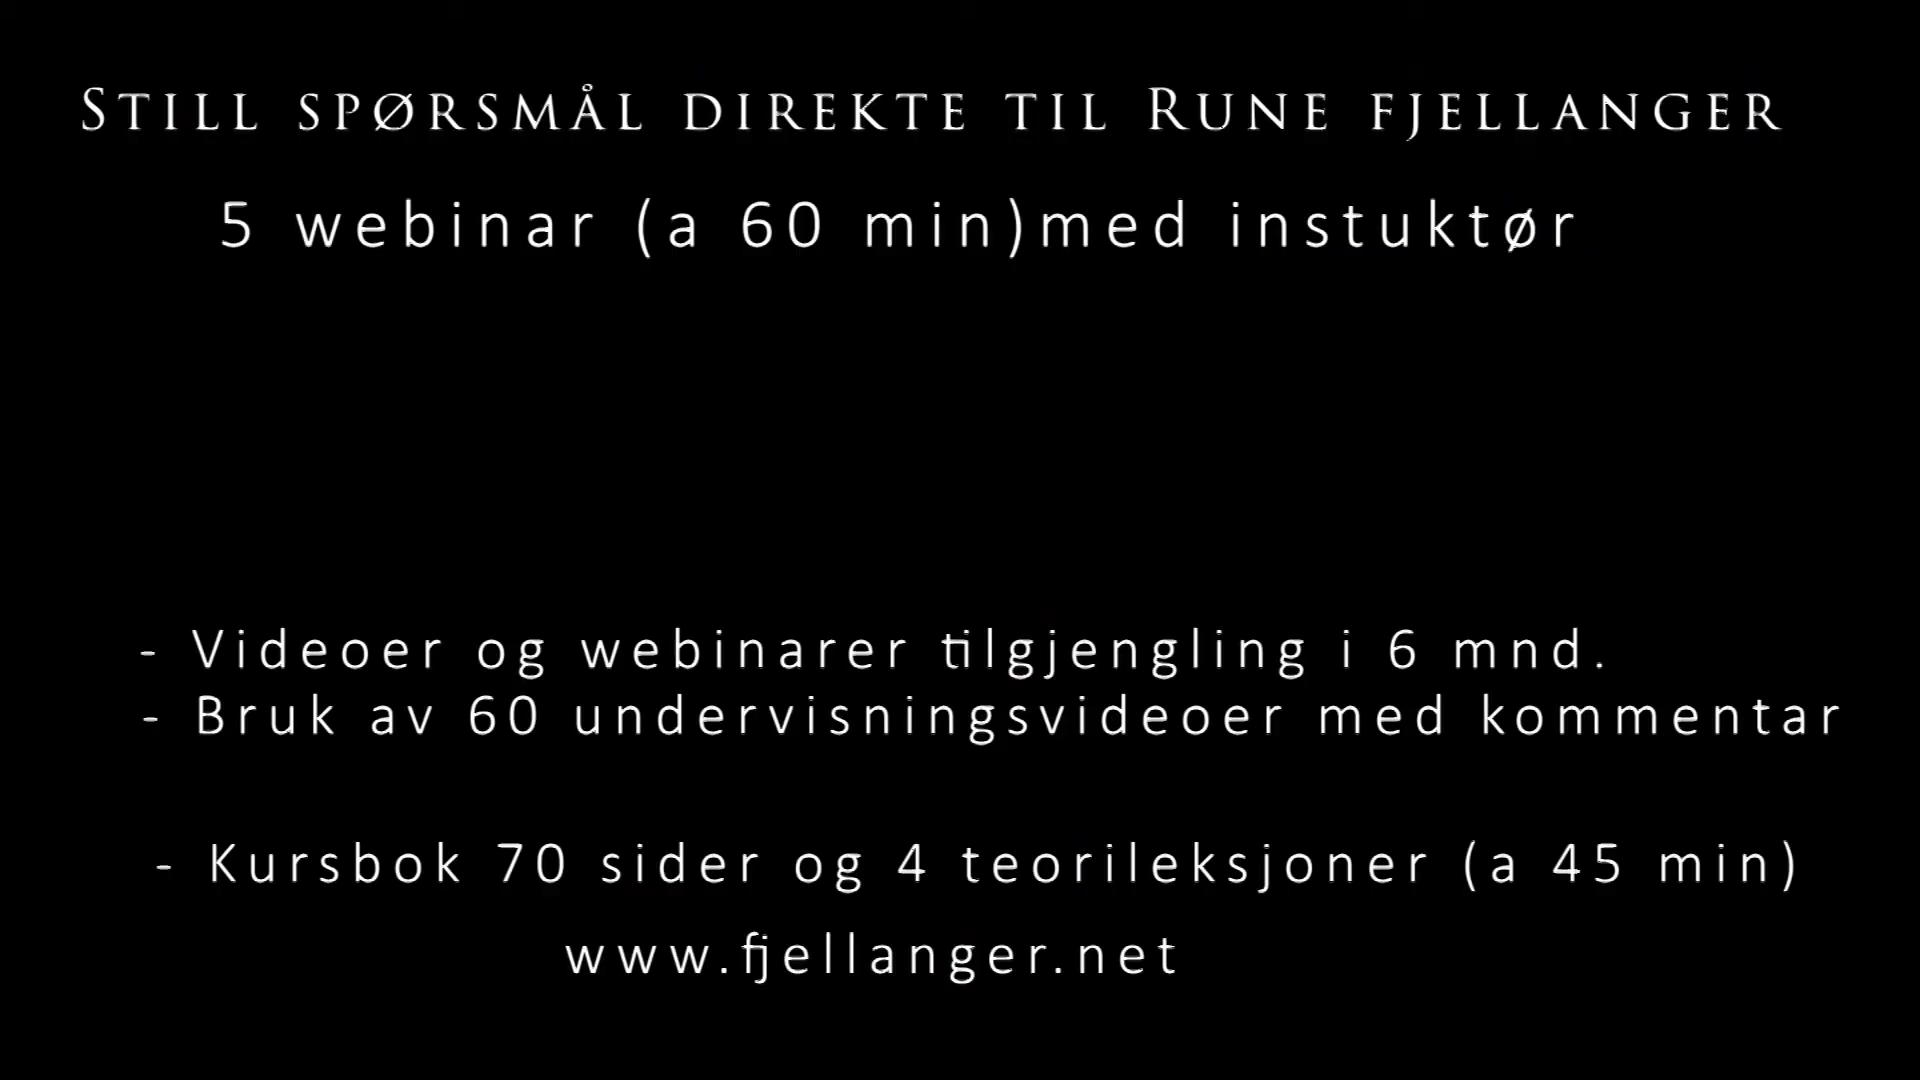 Still spørsmål direkte til Rune fjellanger
5 webinar (a 60 min)med instuktør
- Videoer og webinarer tilgjengling i 6 mnd.
- Bruk av 60 undervisningsvideoer med kommentar
- Kursbok 70 sider og 4 teorileksjoner (a 45 min)
www.fjellanger.net